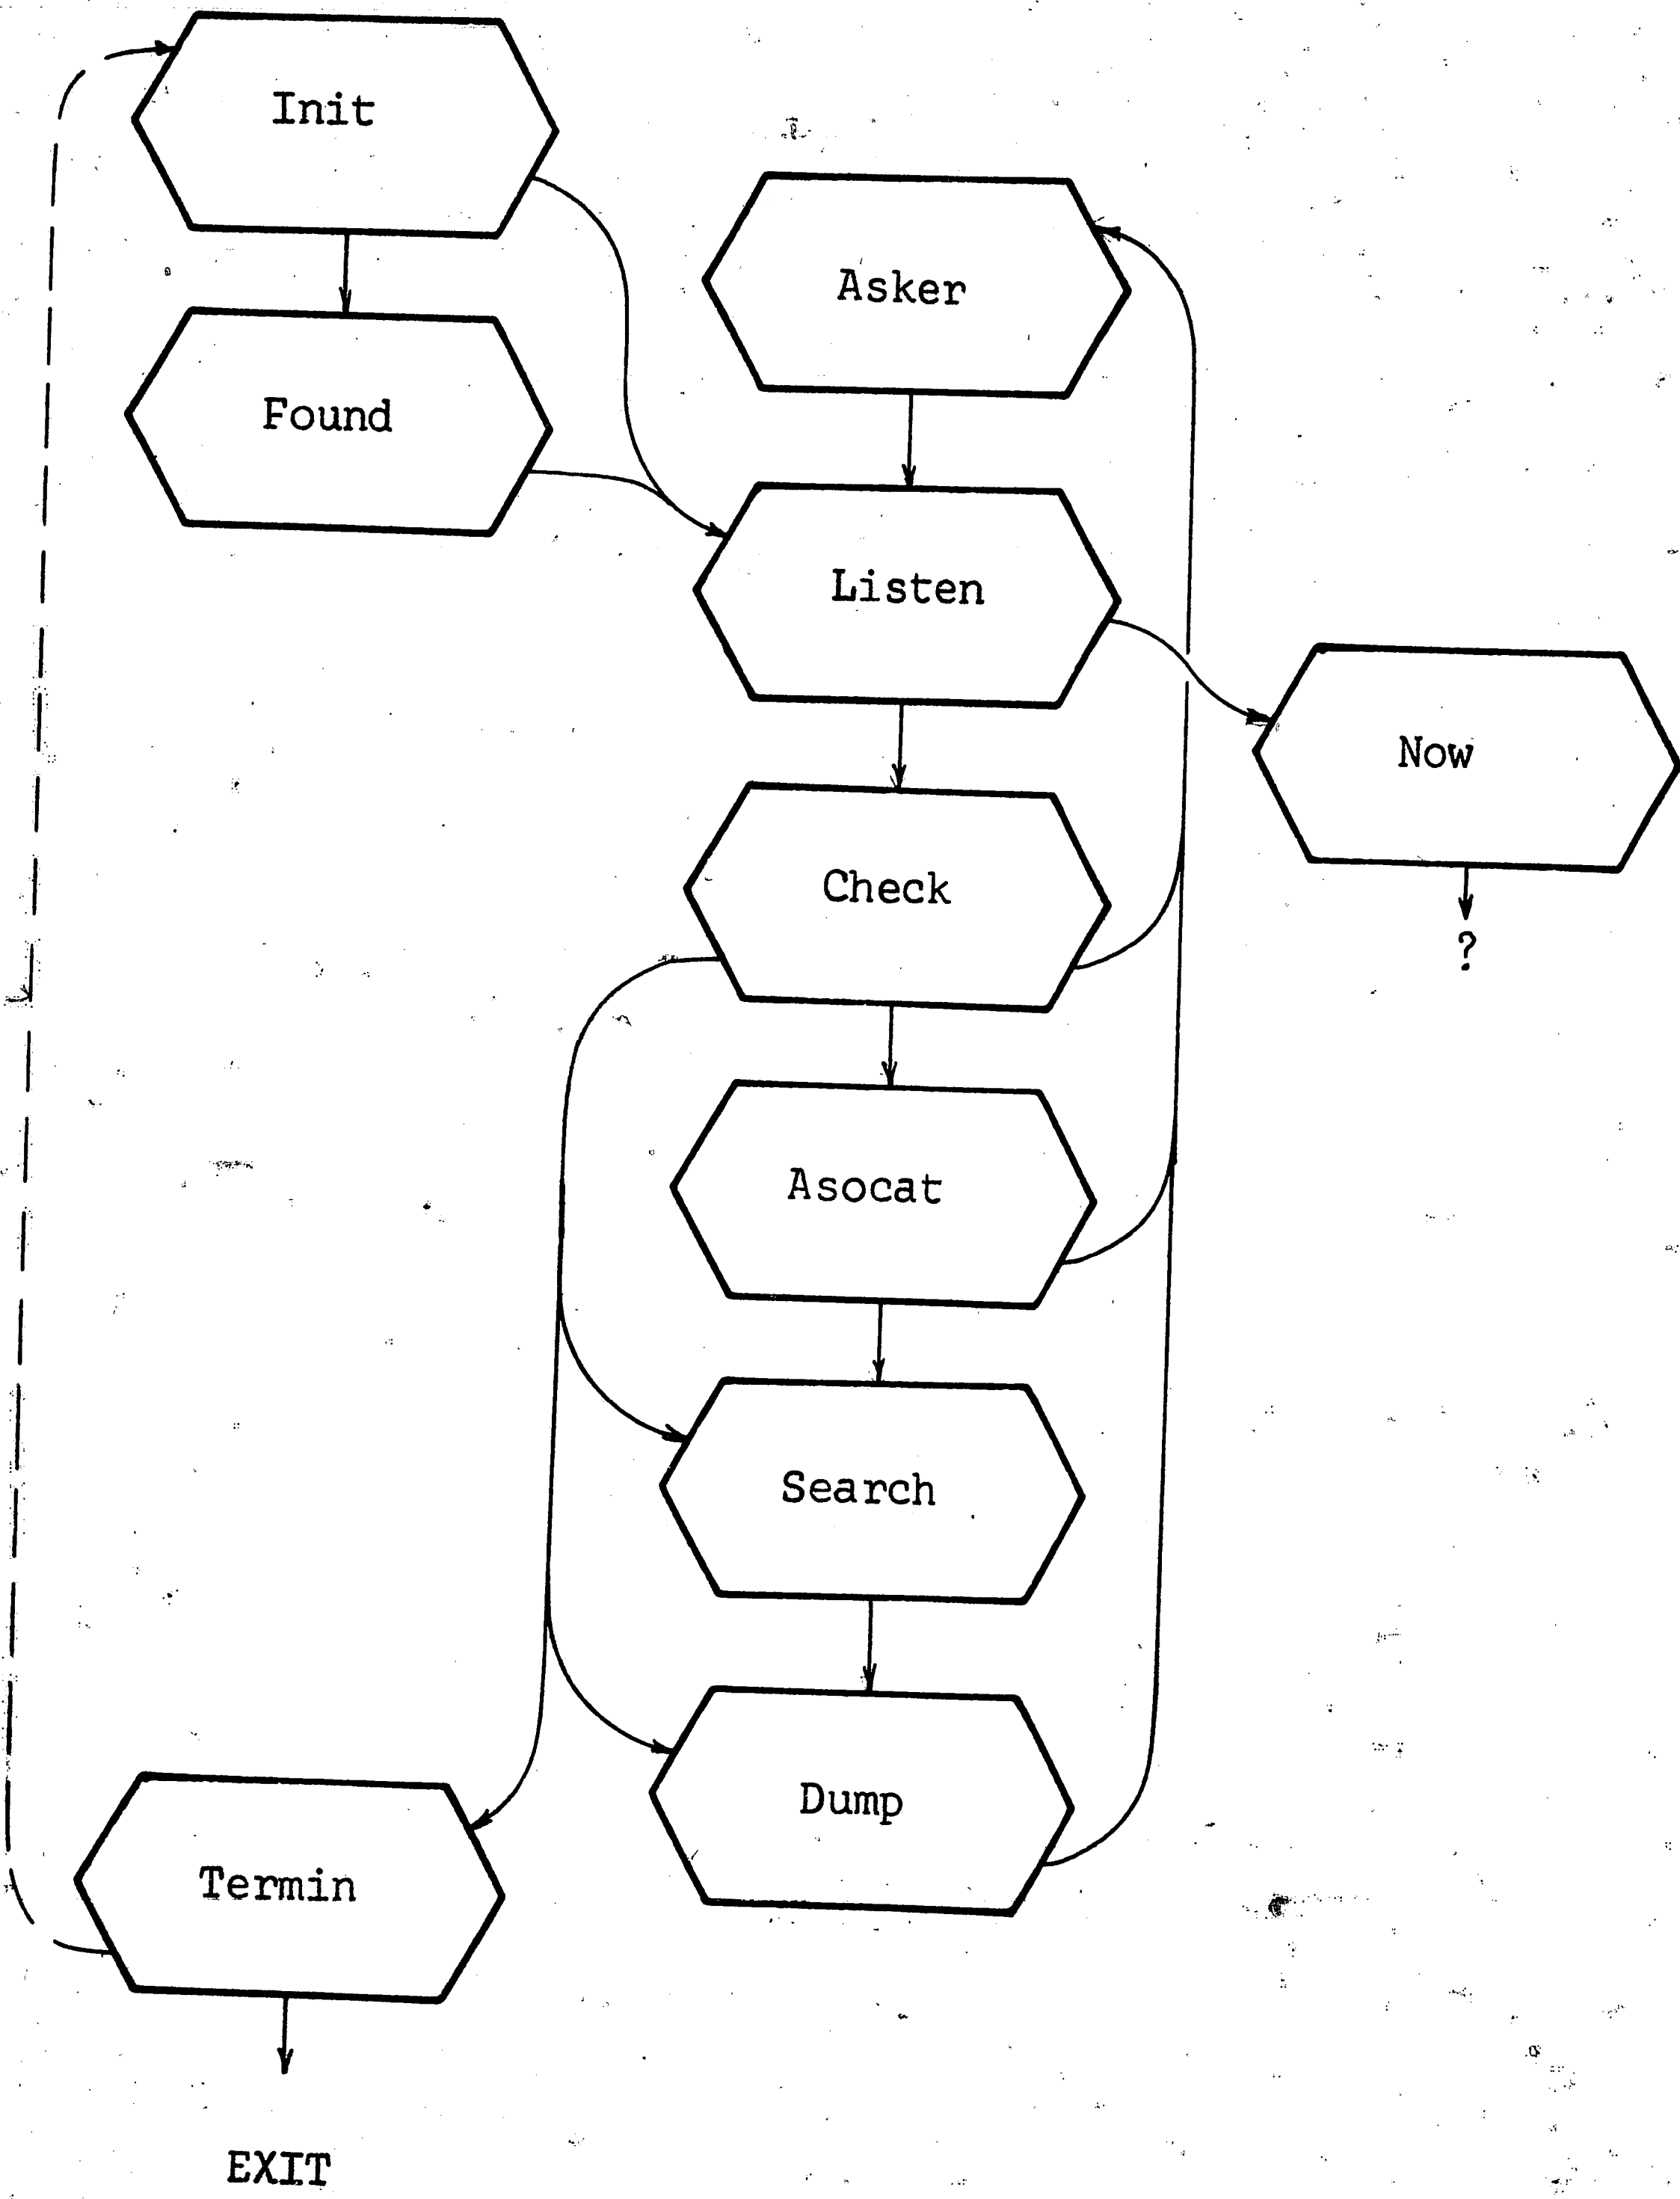 Init
Asker
Found
Listen
Now
Check
?
Asocat
Search
Dump
Termin
EXIT